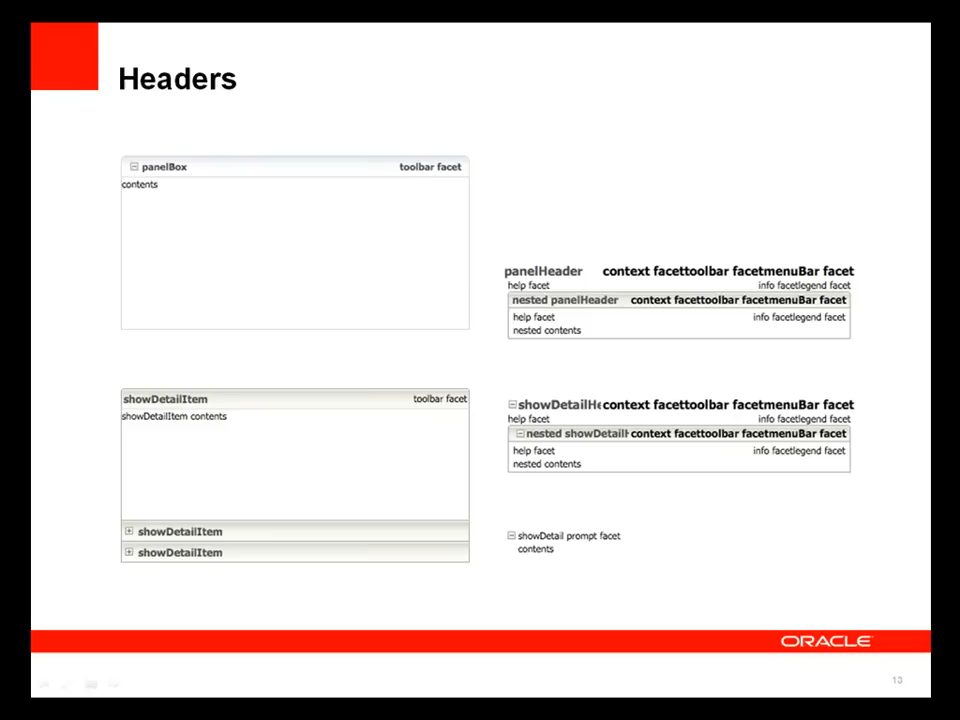 Headers
panelBox toolbar facet
contents
panelHeader context facettoolbar facetmenuBar facet
help facet info facetlegend facet
nested panelHeader context facettoolbar facetmenuBar facet
help facet info facetlegend facet
nested contents
showDetailItem toolbar facet
showDetailItem contents
showDetailItem
showDetailItem
showDetailHe context facettoolbar facetmenuBar facet
help facet info facetlegend facet
nested showDetailH context facettoolbar facetmenuBar facet
help facet info facetlegend facet
nested contents
showDetail prompt facet
contents
ORACLE
13